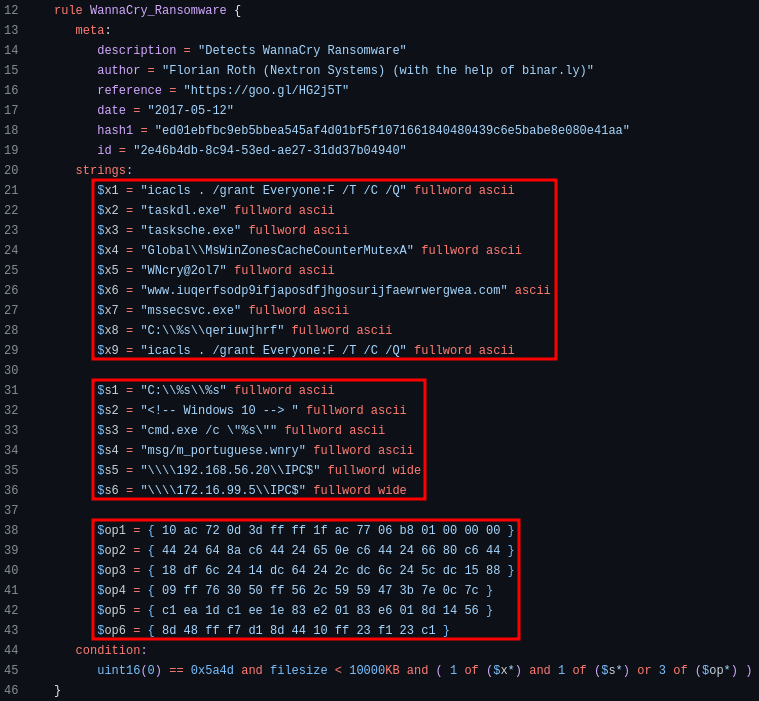 12 rule WannaCry_Ransomware {
13 meta:
14 description = "Detects WannaCry Ransomware"
15 author = "Florian Roth (Nextron Systems) (with the help of binar.ly)"
16 reference = "https://goo.gl/HG2j5T"
17 date = "2017-05-12"
18 hash1 = "ed01ebfbc9eb5bbea545af4d01bf5f1071661840480439c6e5babe8e080e41aa"
19 id = "2e46b4db-8c94-53ed-ae27-31dd37b04940"
20 strings:
21 $x1 = "icacls . /grant Everyone:F /T /C /Q" fullword ascii
22 $x2 = "taskdl.exe" fullword ascii
23 $x3 = "tasksche.exe" fullword ascii
24 $x4 = "Global\\MsWinZonesCacheCounterMutexA" fullword ascii
25 $x5 = "WNcry@2ol7" fullword ascii
26 $x6 = "www.iuqerfsodp9ifjaposdfjhgosurijfaewrwergwea.com" ascii
27 $x7 = "mssecsvc.exe" fullword ascii
28 $x8 = "C:\\%s\\qeriuwjhrf" fullword ascii
29 $x9 = "icacls . /grant Everyone:F /T /C /Q" fullword ascii
30
31 $s1 = "C:\\%s\\%s" fullword ascii
32 $s2 = "<!-- Windows 10 --> " fullword ascii
33 $s3 = "cmd.exe /c \"%s\"" fullword ascii
34 $s4 = "msg/m_portuguese.wnry" fullword ascii
35 $s5 = "\\\\192.168.56.20\\IPC$" fullword wide
36 $s6 = "\\\\172.16.99.5\\IPC$" fullword wide
37
38 $op1 = { 10 ac 72 0d 3d ff ff 1f ac 77 06 b8 01 00 00 00 }
39 $op2 = { 44 24 64 8a c6 44 24 65 0e c6 44 24 66 80 c6 44 }
40 $op3 = { 18 df 6c 24 14 dc 64 24 2c dc 6c 24 5c dc 15 88 }
41 $op4 = { 09 ff 76 30 50 ff 56 2c 59 59 47 3b 7e 0c 7c }
42 $op5 = { c1 ea 1d c1 ee 1e 83 e2 01 83 e6 01 8d 14 56 }
43 $op6 = { 8d 48 ff f7 d1 8d 44 10 ff 23 f1 23 c1 }
44 condition:
45 uint16(0) == 0x5a4d and filesize < 10000KB and ( 1 of ($x*) and 1 of ($s*) or 3 of ($op*) )
46 }